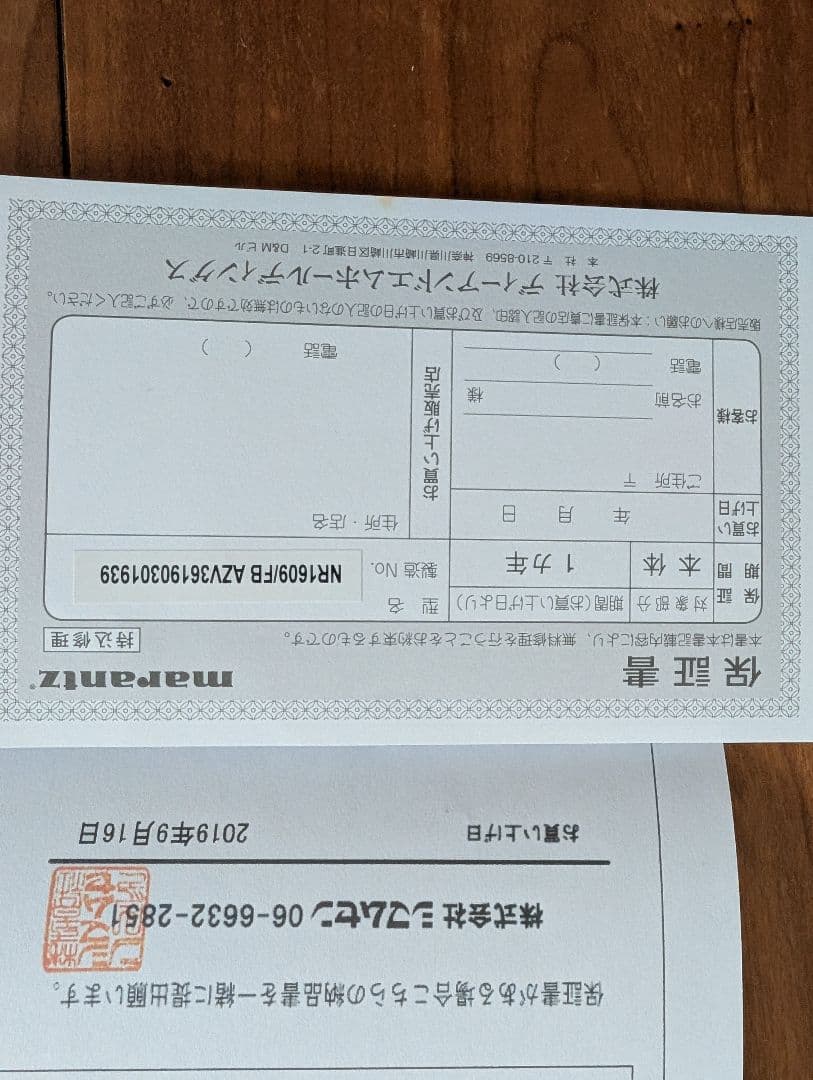 保証書がある場合こちらの納品書を一緒に提出願います。
株式会社 シマムセン 06-6632-2851
お買い上げ日 2019年9月16日
保証書 marantz®
本書は本書記載内容により、無料修理を行うことをお約束するものです。 持込修理
保証期間
対象部分 期間(お買い上げ日より)
本体 1カ年
型 名
製造 No. NR1609/FB AZV36190301939
お買い上げ日 年 月 日
お客様
ご住所 〒
お名前 様
電話 ( )
お買い上げ販売店
住所・店名
電話 ( )
販売店様へのお願い:本保証書に貴店の記入認印、及びお買い上げ日の記入のないものは無効ですので、必ずご記入ください。
株式会社 ディーアンドエムホールディングス
本 社 〒210-8569 神奈川県川崎市川崎区日進町2-1 D&Mビル